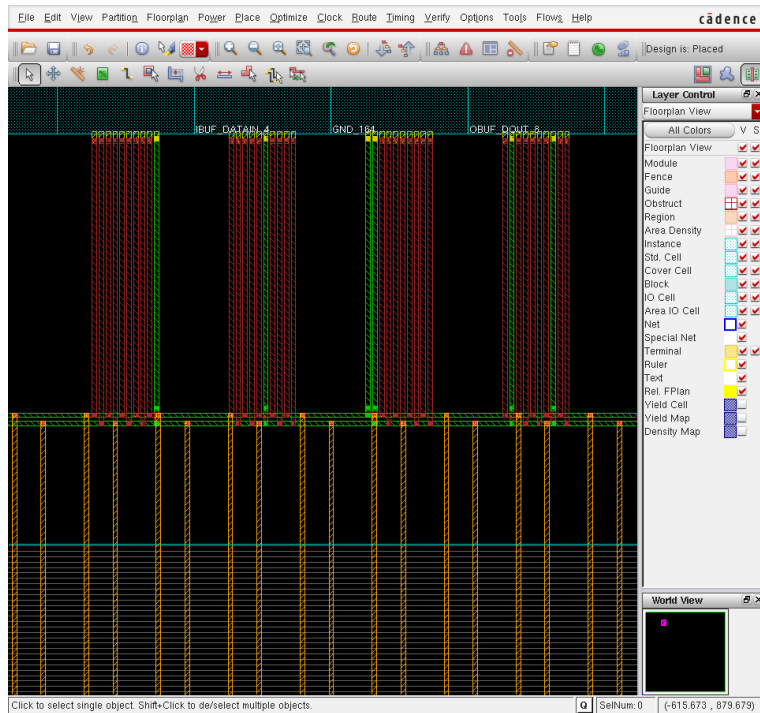 File Edit View Partition Floorplan Power Place Optimize Clock Route Timing Verify Options Tools Flows Help cādence
Design is: Placed
Layer Control
Floorplan View
All Colors V S
Floorplan View
Module
Fence
Guide
Obstruct
Region
Area Density
Instance
Std. Cell
Cover Cell
Block
IO Cell
Area IO Cell
Net
Special Net
Terminal
Ruler
Text
Rel. FPlan
Yield Cell
Yield Map
Density Map
IBUF_DATAIN_4 GND_164 OBUF_DOUT_8
World View
Click to select single object. Shift+Click to de/select multiple objects. Q SelNum: 0 (-615.673 , 879.679)